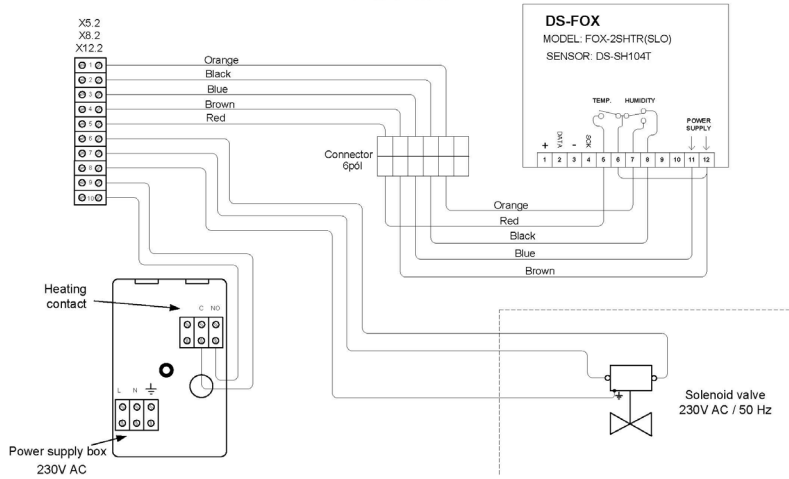 X5.2
X8.2
X12.2
1
2
3
4
5
6
7
8
9
10
Orange
Black
Blue
Brown
Red
Connector
6pól
DS-FOX
MODEL: FOX-2SHTR(SLO)
SENSOR: DS-SH104T
TEMP. HUMIDITY
POWER
SUPPLY
+ DATA - SCK
1 2 3 4 5 6 7 8 9 10 11 12
Orange
Red
Black
Blue
Brown
Heating
contact
C NO
L N
Power supply box
230V AC
Solenoid valve
230V AC / 50 Hz